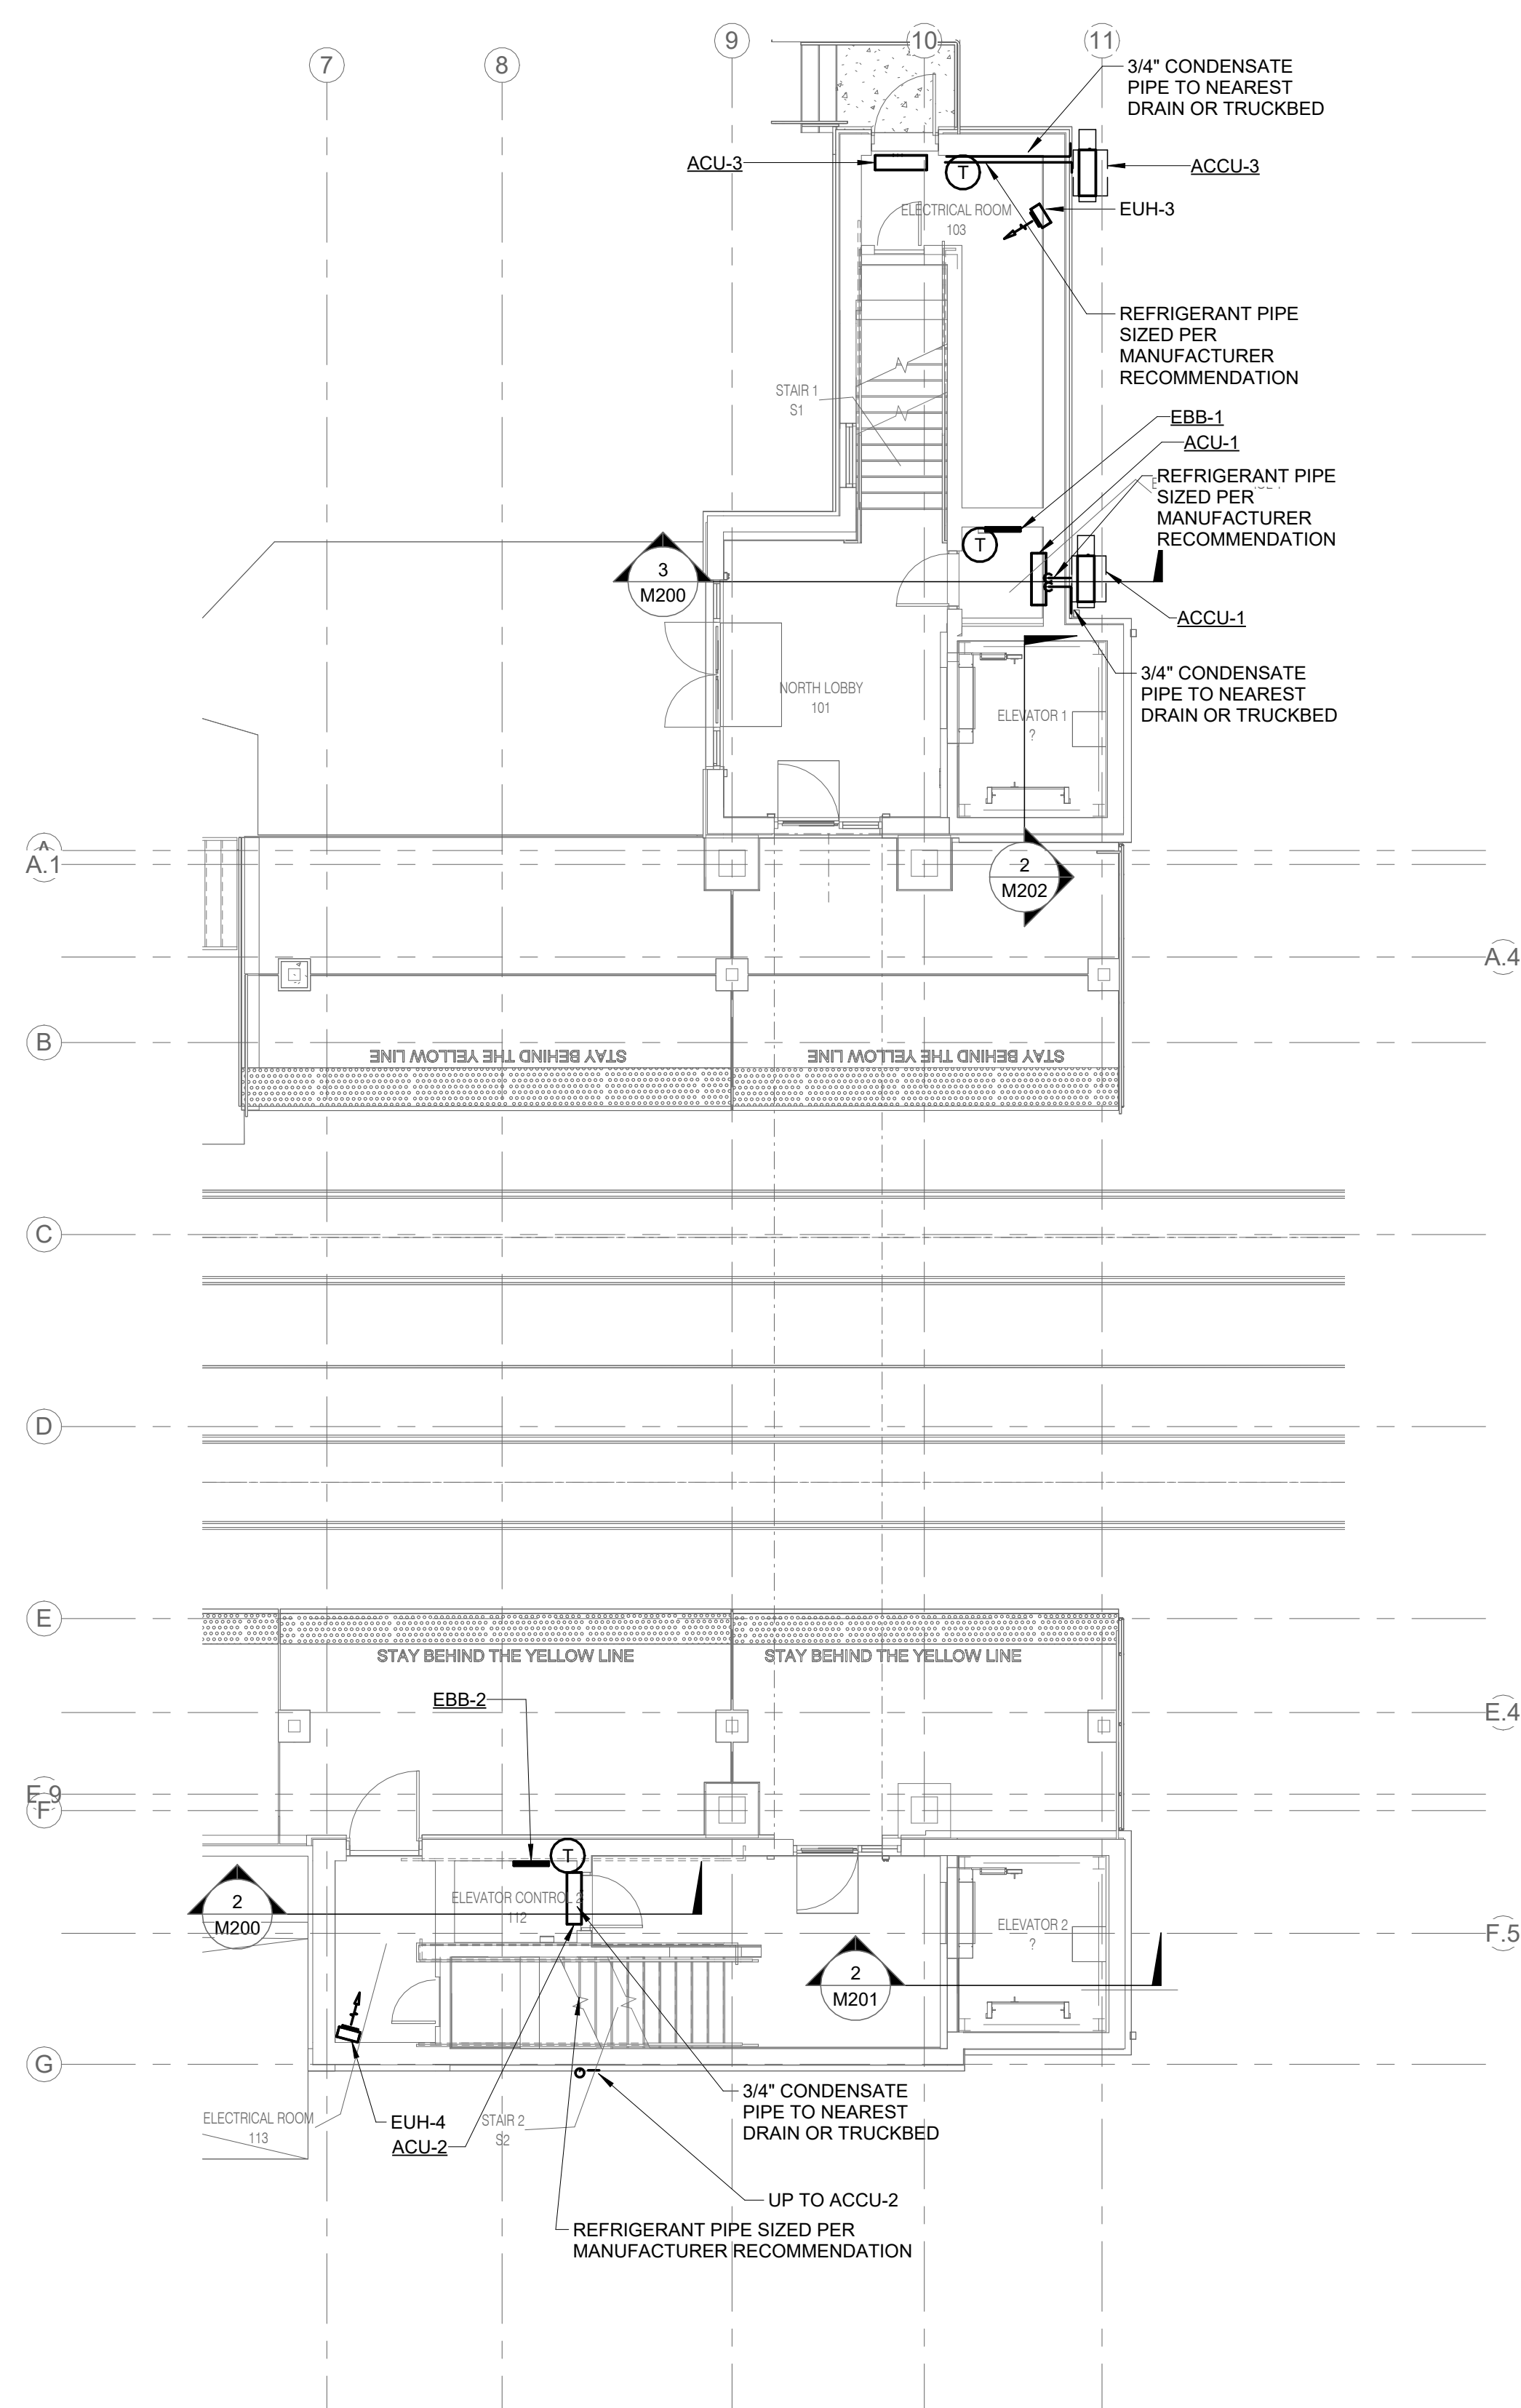 7
8
9
10
11
3/4" CONDENSATE
PIPE TO NEAREST
DRAIN OR TRUCKBED
ACU-3
ACCU-3
T
EUH-3
ELECTRICAL ROOM
103
REFRIGERANT PIPE
SIZED PER
MANUFACTURER
RECOMMENDATION
STAIR 1
S1
EBB-1
ACU-1
REFRIGERANT PIPE
SIZED PER
MANUFACTURER
RECOMMENDATION
T
3
M200
ACCU-1
3/4" CONDENSATE
PIPE TO NEAREST
DRAIN OR TRUCKBED
NORTH LOBBY
101
ELEVATOR 1
?
A
A.1
2
M202
A.4
B
STAY BEHIND THE YELLOW LINE
STAY BEHIND THE YELLOW LINE
C
D
E
STAY BEHIND THE YELLOW LINE
STAY BEHIND THE YELLOW LINE
EBB-2
E.4
E.9
F
T
ELEVATOR CONTROL 2
112
2
M200
ELEVATOR 2
?
F.5
2
M201
G
3/4" CONDENSATE
PIPE TO NEAREST
DRAIN OR TRUCKBED
ELECTRICAL ROOM
113
EUH-4
ACU-2
STAIR 2
S2
UP TO ACCU-2
REFRIGERANT PIPE SIZED PER
MANUFACTURER RECOMMENDATION